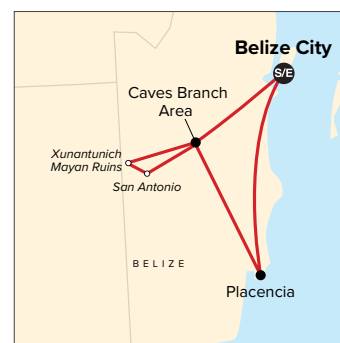 Belize City
S/E
Caves Branch
Area
Xunantunich
Mayan Ruins
San Antonio
BELIZE
Placencia